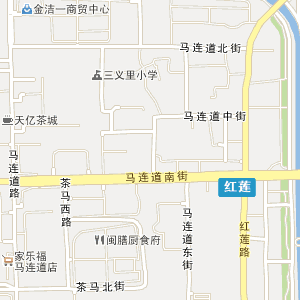 金洁一商贸中心
马连道北街
三义里小学
天亿茶城
马连道中街
马连道路
茶马西路
马连道南街
红莲
马连道东街
红莲路
闽膳厨食府
家乐福
马连道店
茶马北街